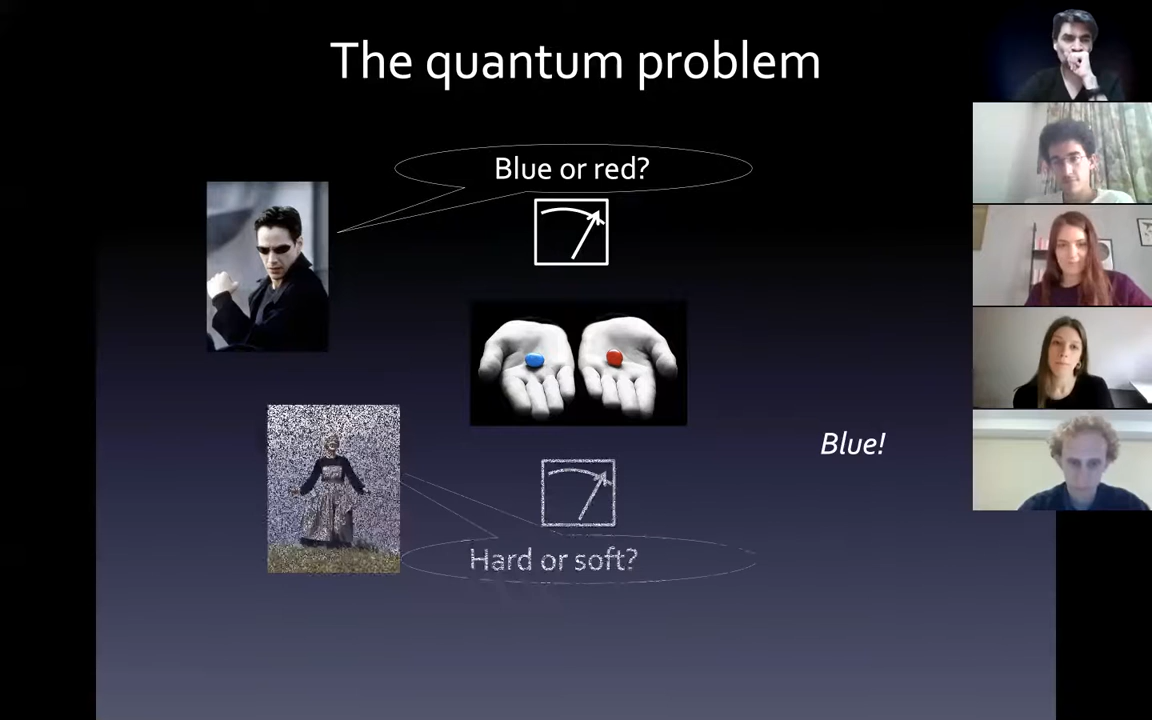 The quantum problem
Blue or red?
Blue!
Hard or soft?